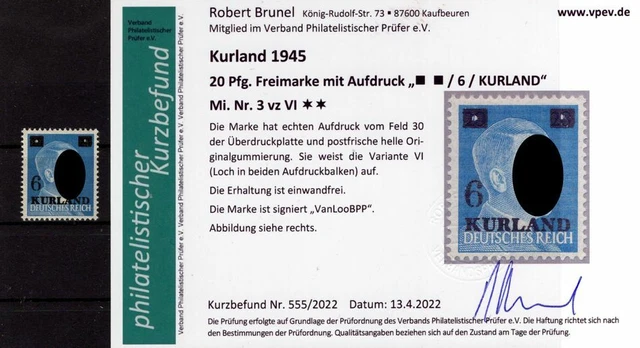 Verband
Philatelistischer
Prüfer e.V.
philatelistischer
Kurzbefund
Verband Philatelistischer Prüfer e.V. Verband Philatelistischer Prüfer e.V. Verband Philatelistischer Prüfer e.V.
Robert Brunel König-Rudolf-Str. 73 ▪ 87600 Kaufbeuren
www.vpev.de
Mitglied im Verband Philatelistischer Prüfer e.V.
Kurland 1945
20 Pfg. Freimarke mit Aufdruck „■ ■ / 6 / KURLAND“
Mi. Nr. 3 vz VI ✶✶
Die Marke hat echten Aufdruck vom Feld 30
der Überdruckplatte und postfrische helle Ori-
ginalgummierung. Sie weist die Variante VI
(Loch in beiden Aufdruckbalken) auf.
Die Erhaltung ist einwandfrei.
Die Marke ist signiert „VanLooBPP“.
Abbildung siehe rechts.
6
KURLAND
DEUTSCHES REICH
6
KURLAND
DEUTSCHES REICH
Kurzbefund Nr. 555/2022 Datum: 13.4.2022
Die Prüfung erfolgte auf Grundlage der Prüfordnung des Verbands Philatelistischer Prüfer e.V. Die Haftung richtet sich nach
den Bestimmungen der Prüfordnung. Qualitätsangaben beziehen sich auf den Zustand am Tage der Prüfung.